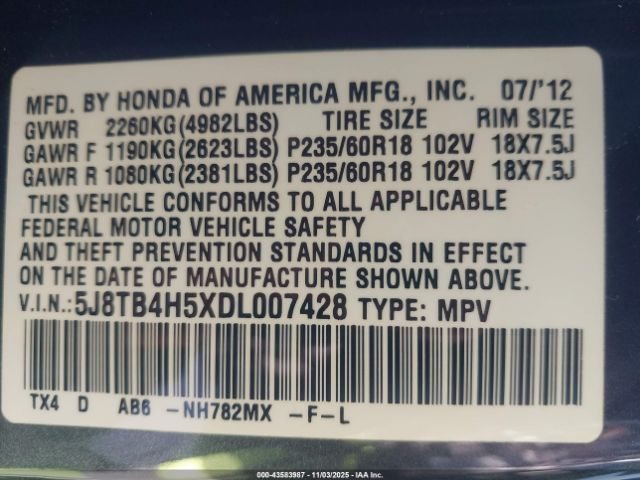 MFD. BY HONDA OF AMERICA MFG., INC. 07/'12
GVWR 2260KG(4982LBS) TIRE SIZE RIM SIZE
GAWR F 1190KG(2623LBS) P235/60R18 102V 18X7.5J
GAWR R 1080KG(2381LBS) P235/60R18 102V 18X7.5J
THIS VEHICLE CONFORMS TO ALL APPLICABLE
FEDERAL MOTOR VEHICLE SAFETY
AND THEFT PREVENTION STANDARDS IN EFFECT
ON THE DATE OF MANUFACTURE SHOWN ABOVE.
V.I.N.:5J8TB4H5XDL007428 TYPE: MPV
TX4 D AB6 -NH782MX -F-L
000-43583987 - 11/03/2025 - IAA Inc.